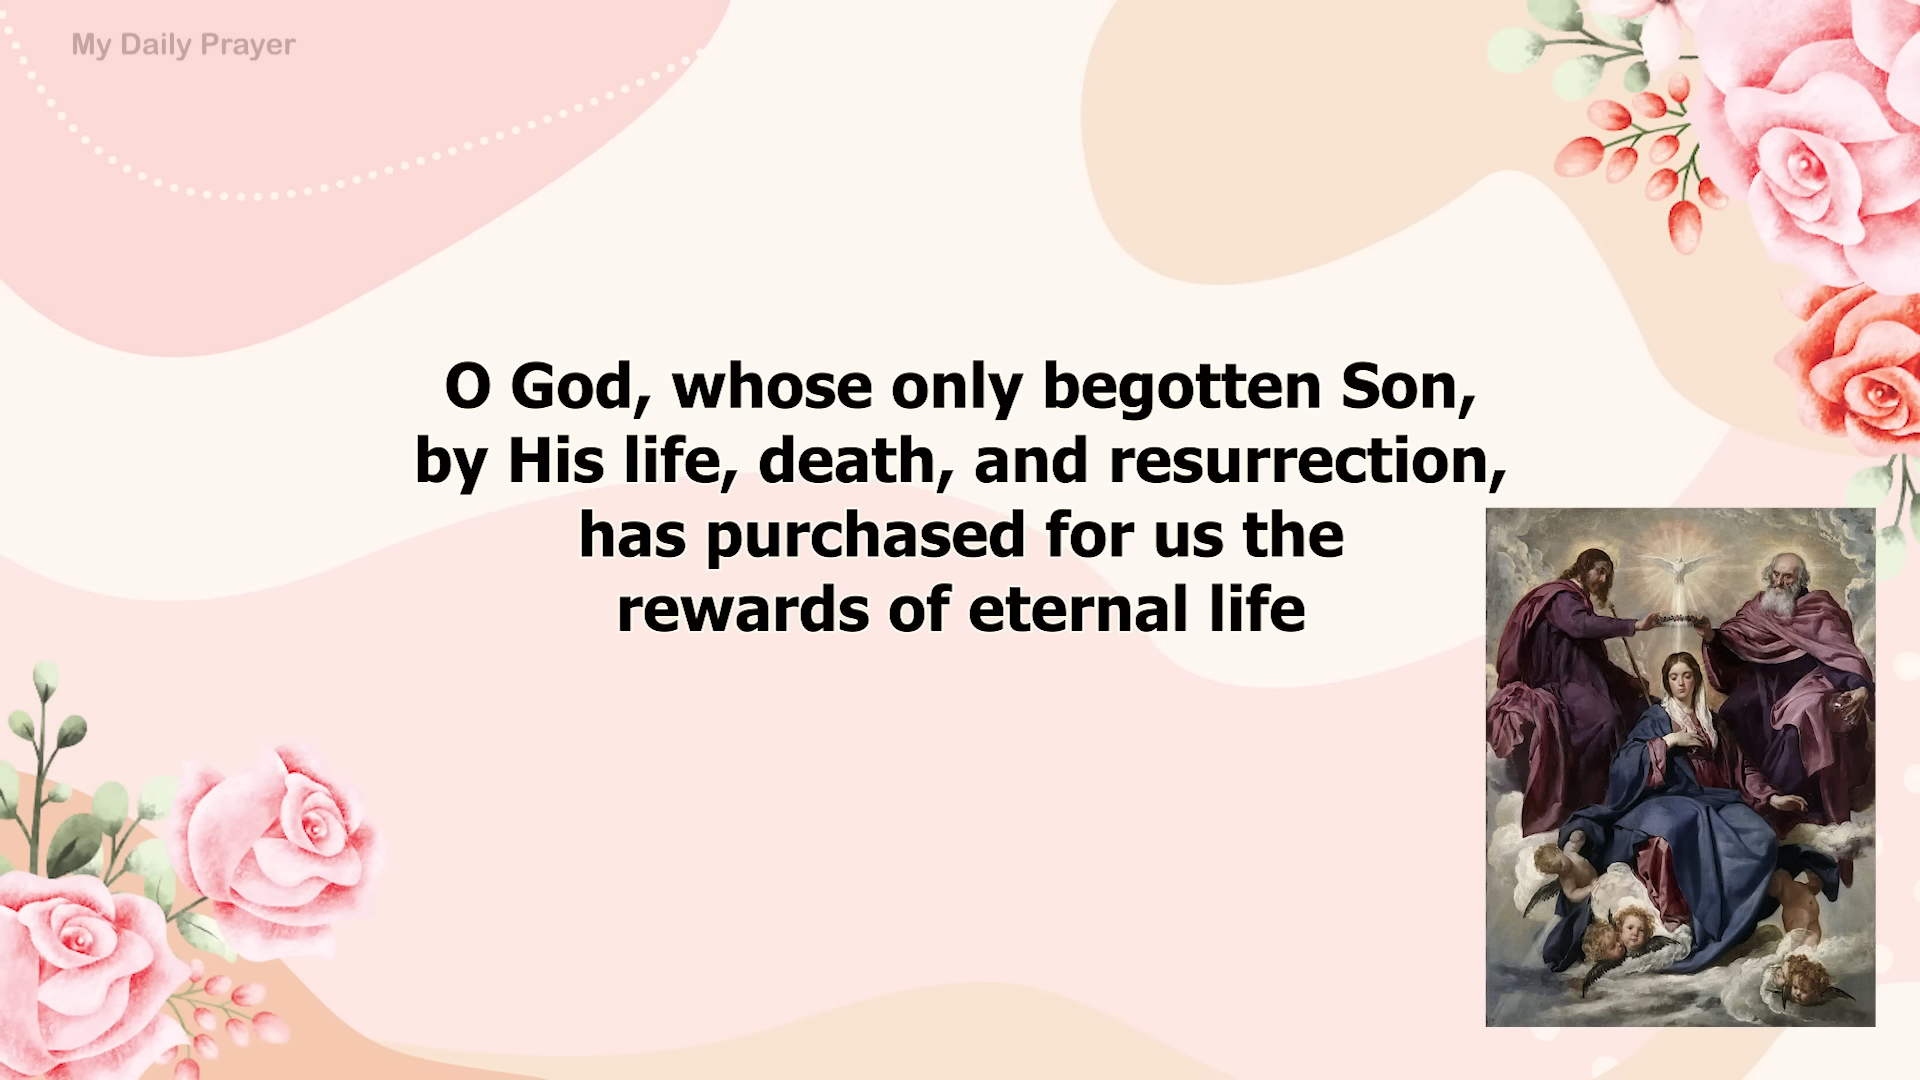 My Daily Prayer
O God, whose only begotten Son,
by His life, death, and resurrection,
has purchased for us the
rewards of eternal life